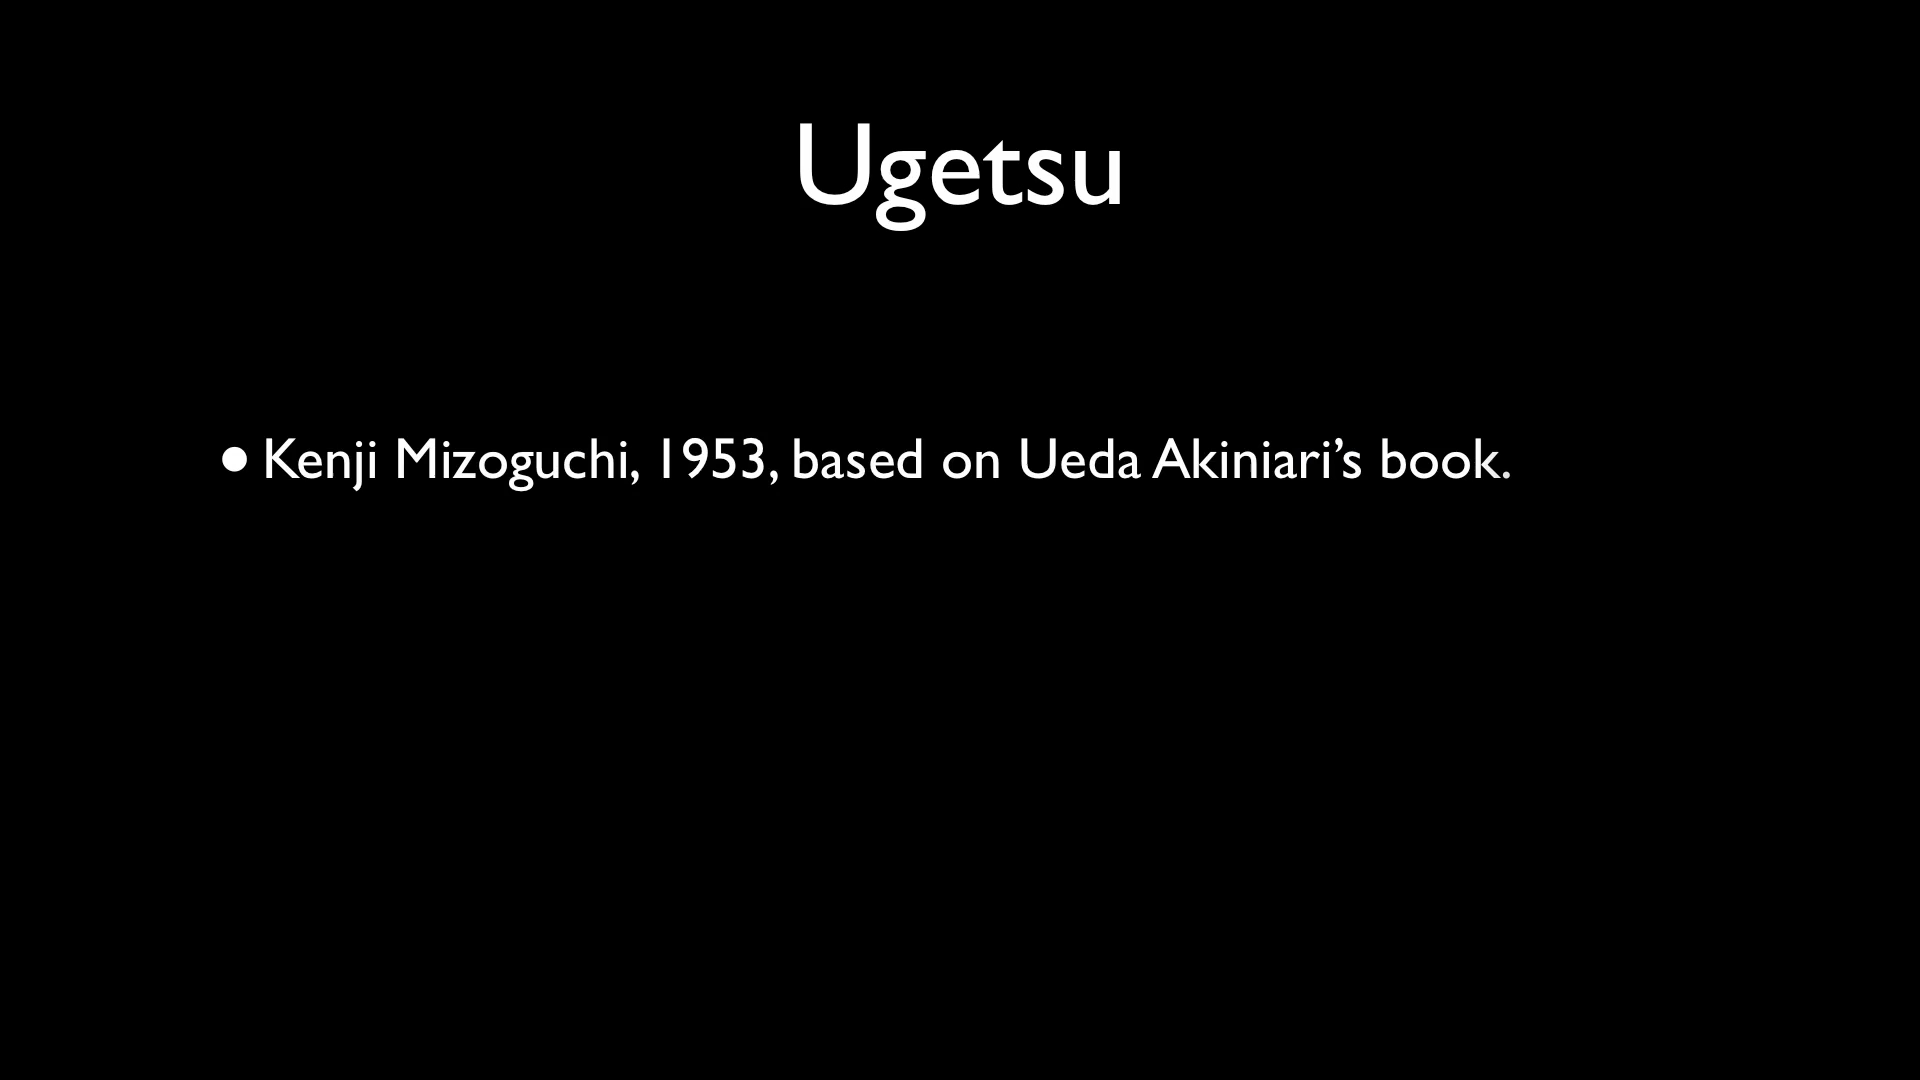 Ugetsu
• Kenji Mizoguchi, 1953, based on Ueda Akiniari’s book.